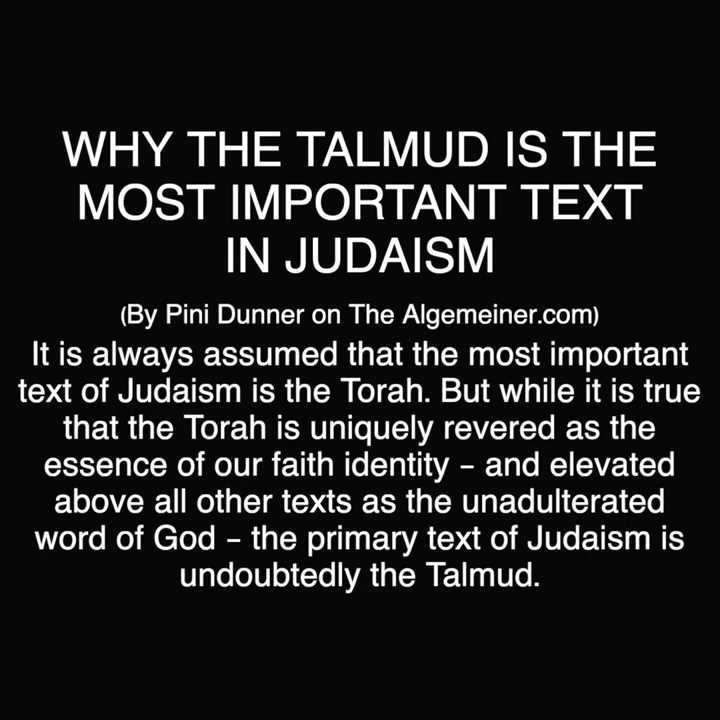 WHY THE TALMUD IS THE
MOST IMPORTANT TEXT
IN JUDAISM
(By Pini Dunner on The Algemeiner.com)
It is always assumed that the most important
text of Judaism is the Torah. But while it is true
that the Torah is uniquely revered as the
essence of our faith identity – and elevated
above all other texts as the unadulterated
word of God – the primary text of Judaism is
undoubtedly the Talmud.